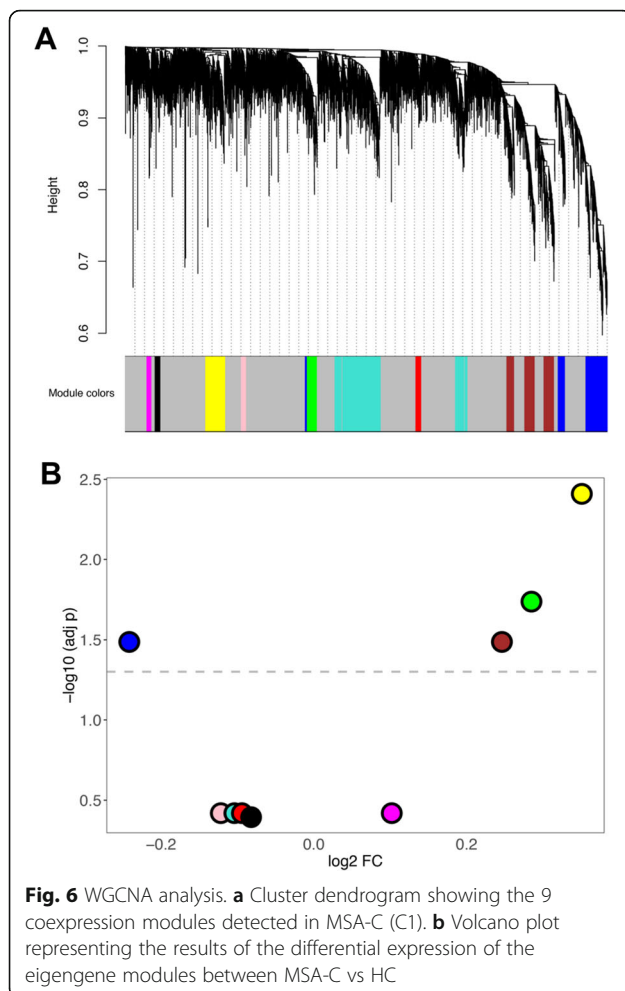 A
Height
1.0
0.9
0.8
0.7
0.6
Module colors
B
−log10 (adj p)
2.5
2.0
1.5
1.0
0.5
−0.2
0.0
0.2
log2 FC
Fig. 6 WGCNA analysis. a Cluster dendrogram showing the 9
coexpression modules detected in MSA-C (C1). b Volcano plot
representing the results of the differential expression of the
eigengene modules between MSA-C vs HC